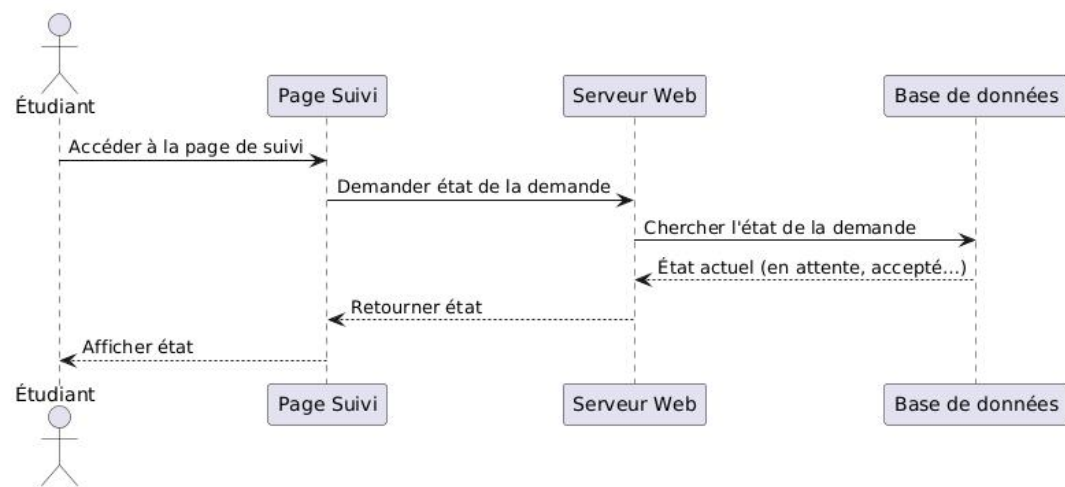 Étudiant
Page Suivi
Serveur Web
Base de données
Accéder à la page de suivi
Demander état de la demande
Chercher l'état de la demande
État actuel (en attente, accepté...)
Retourner état
Afficher état
Étudiant
Page Suivi
Serveur Web
Base de données